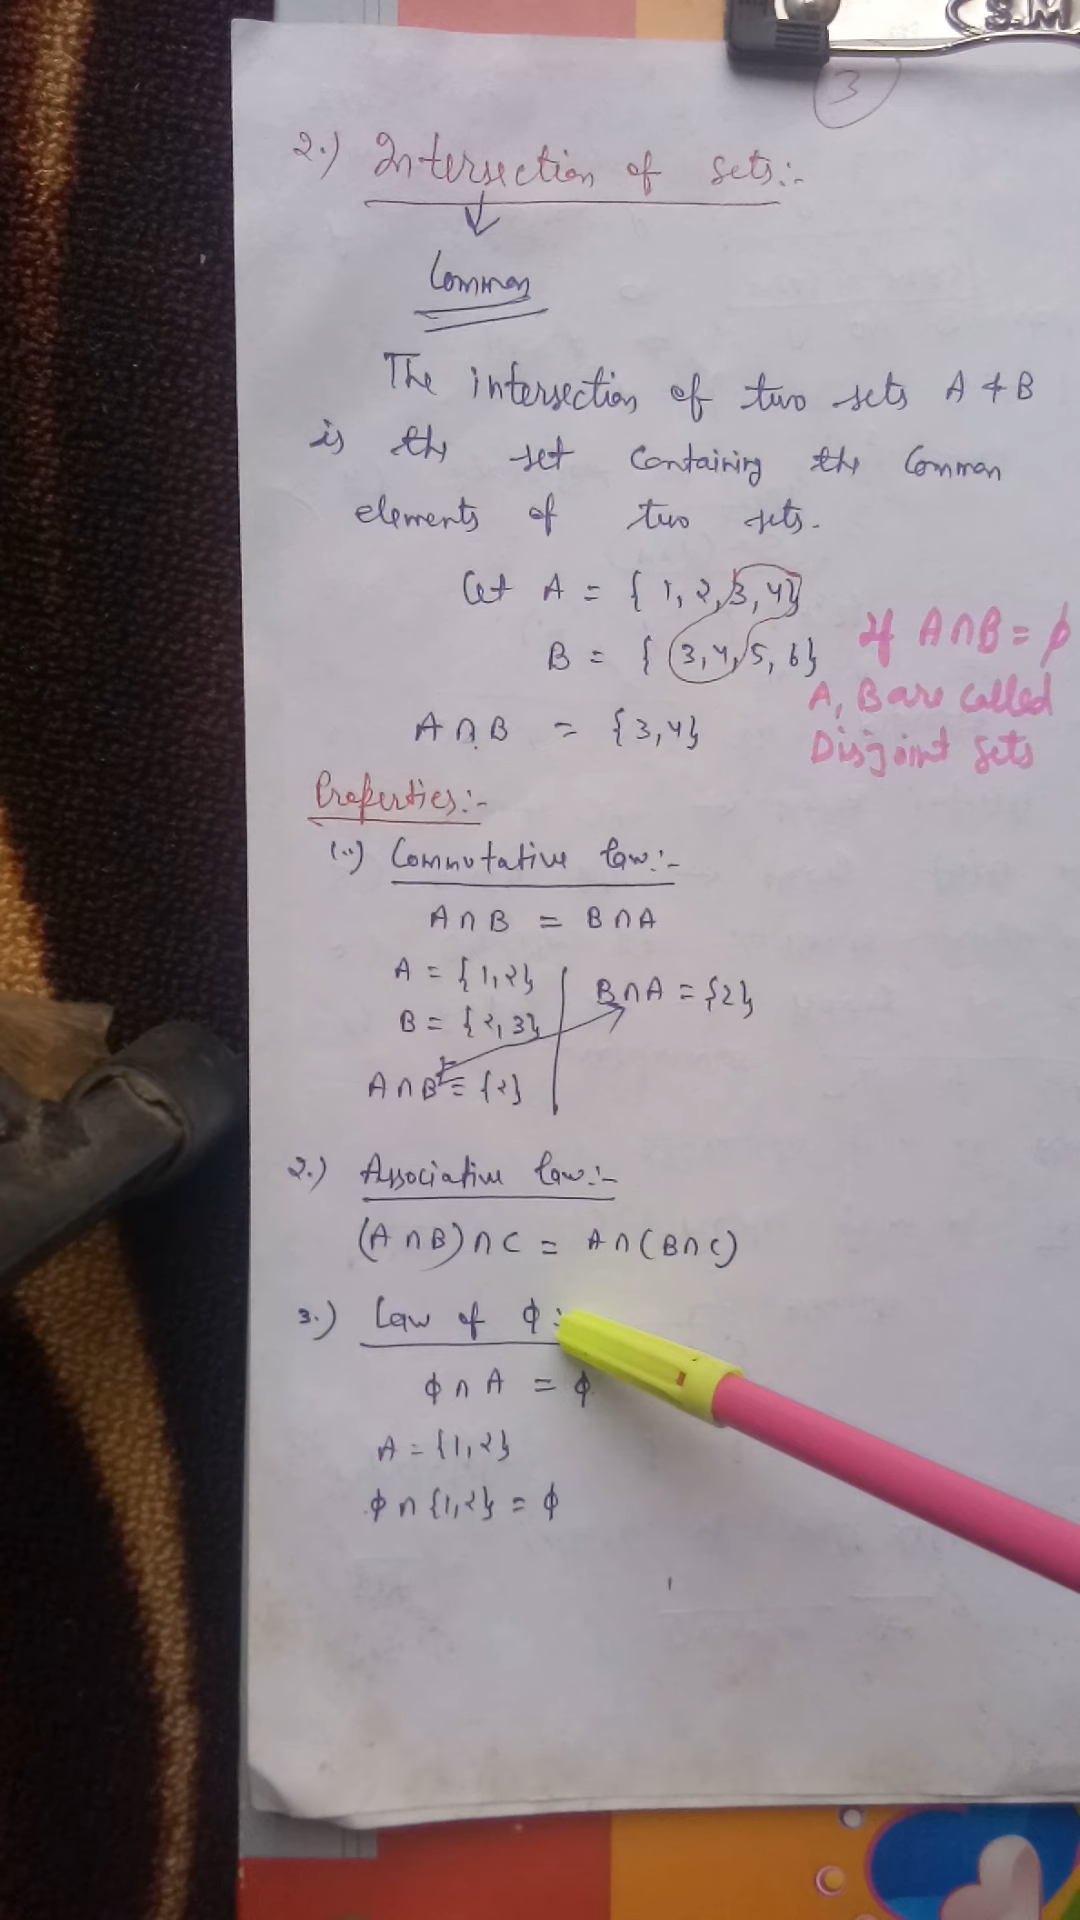 S.M
3
2.) Intersection of sets:-
Common
The intersection of two sets A & B
is the set containing the common
elements of two sets.
Let A = { 1, 2, 3, 4}
B = { 3, 4, 5, 6}
A ∩ B = {3, 4}
If A∩B = ϕ
A, B are called
Disjoint sets
Properties:-
(1.) Commutative law:-
A ∩ B = B ∩ A
A = {1, 2}
B = {2, 3}
A ∩ B = {2}
B ∩ A = {2}
2.) Associative law:-
(A ∩ B) ∩ C = A ∩ (B ∩ C)
3.) Law of ϕ:
ϕ ∩ A = ϕ
A = {1, 2}
ϕ ∩ {1, 2} = ϕ